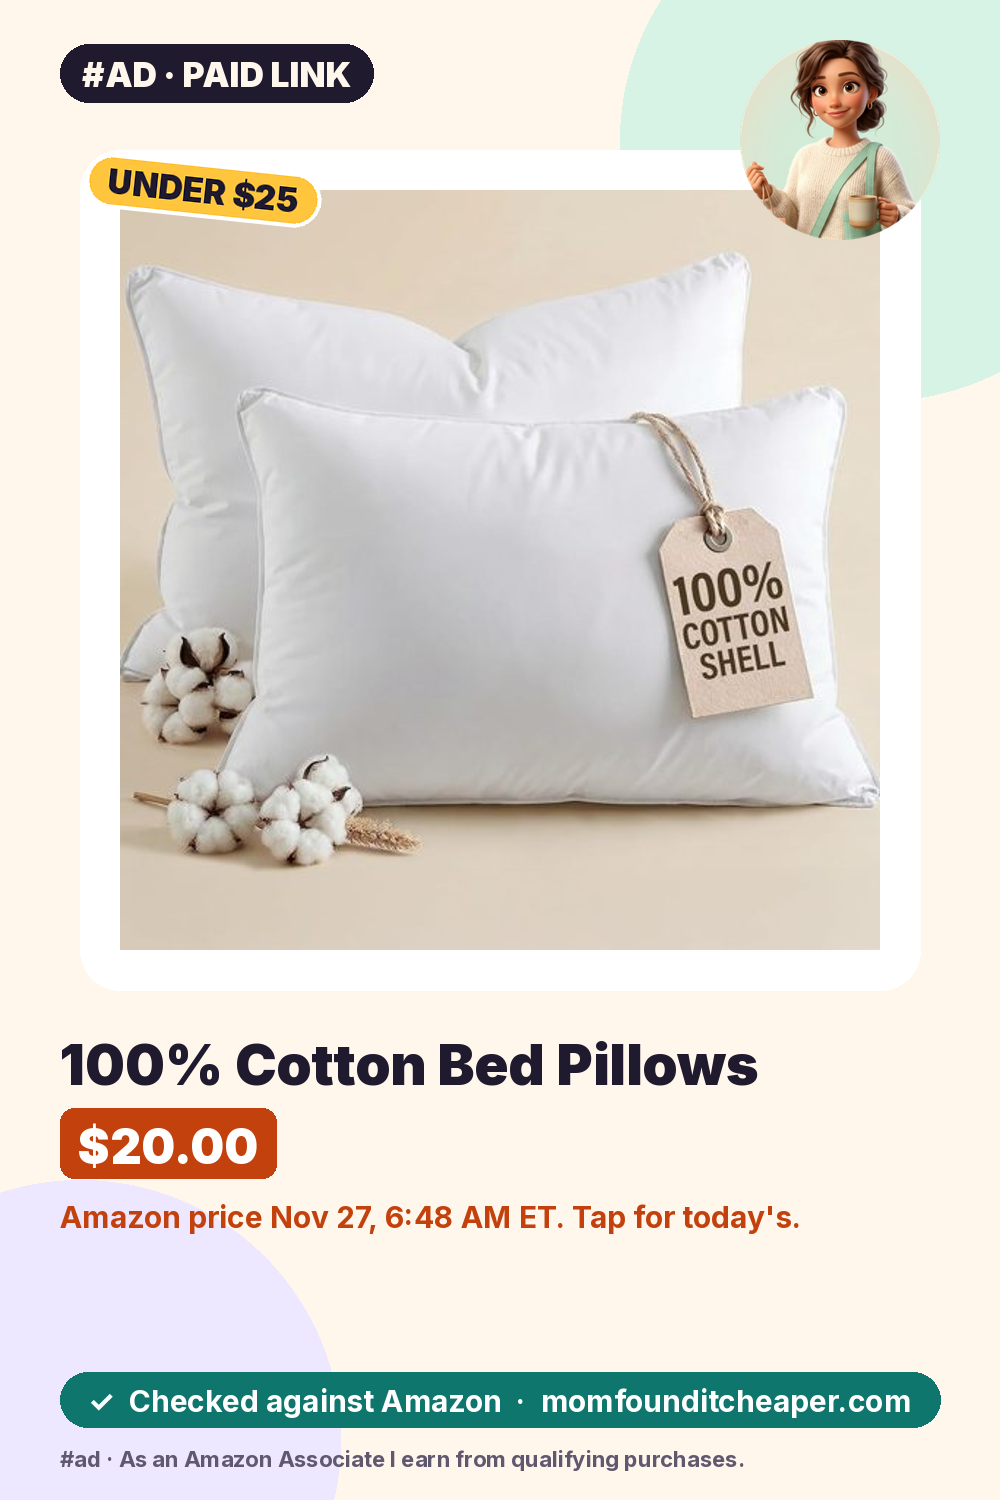 #AD · PAID LINK
UNDER $25
100%
COTTON
SHELL
100% Cotton Bed Pillows
$20.00
Amazon price Nov 27, 6:48 AM ET. Tap for today's.
✓ Checked against Amazon · momfounditcheaper.com
#ad · As an Amazon Associate I earn from qualifying purchases.